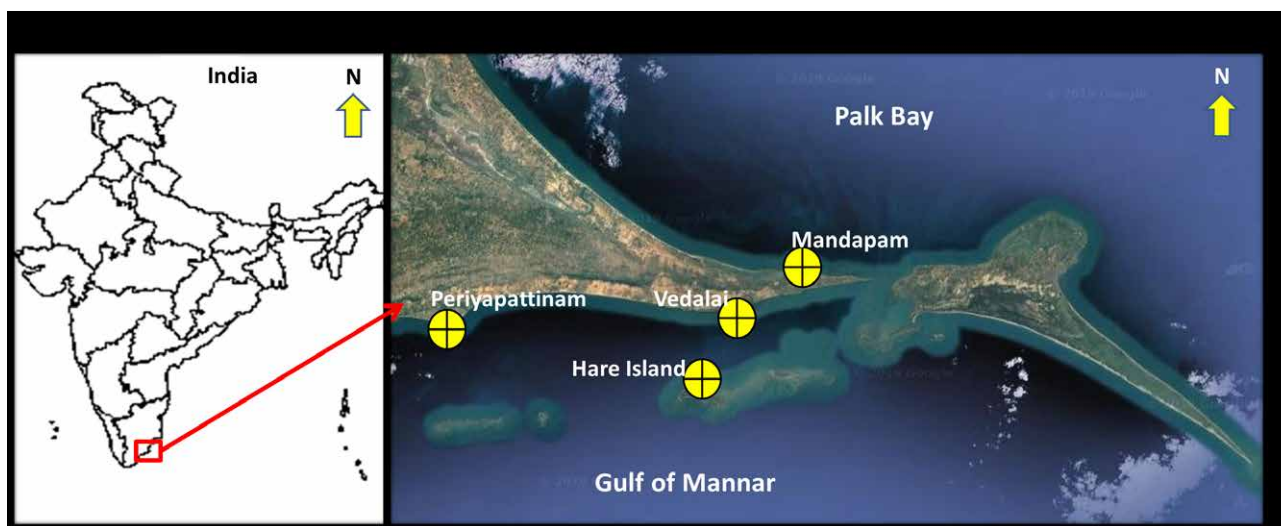 India
N
N
Palk Bay
Mandapam
Periyapattinam
Vedalai
Hare Island
Gulf of Mannar